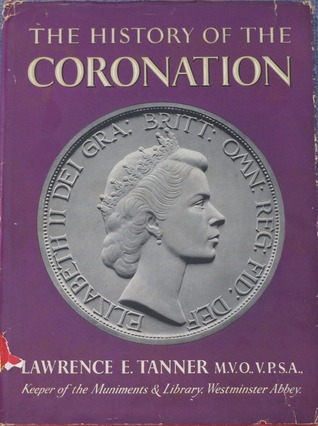 THE HISTORY OF THE
CORONATION
ELIZABETH II DEI GRA: BRITT: OMN: REG: FID: DEF:
LAWRENCE E. TANNER M.V.O., V.P.S.A.,
Keeper of the Muniments & Library, Westminster Abbey.